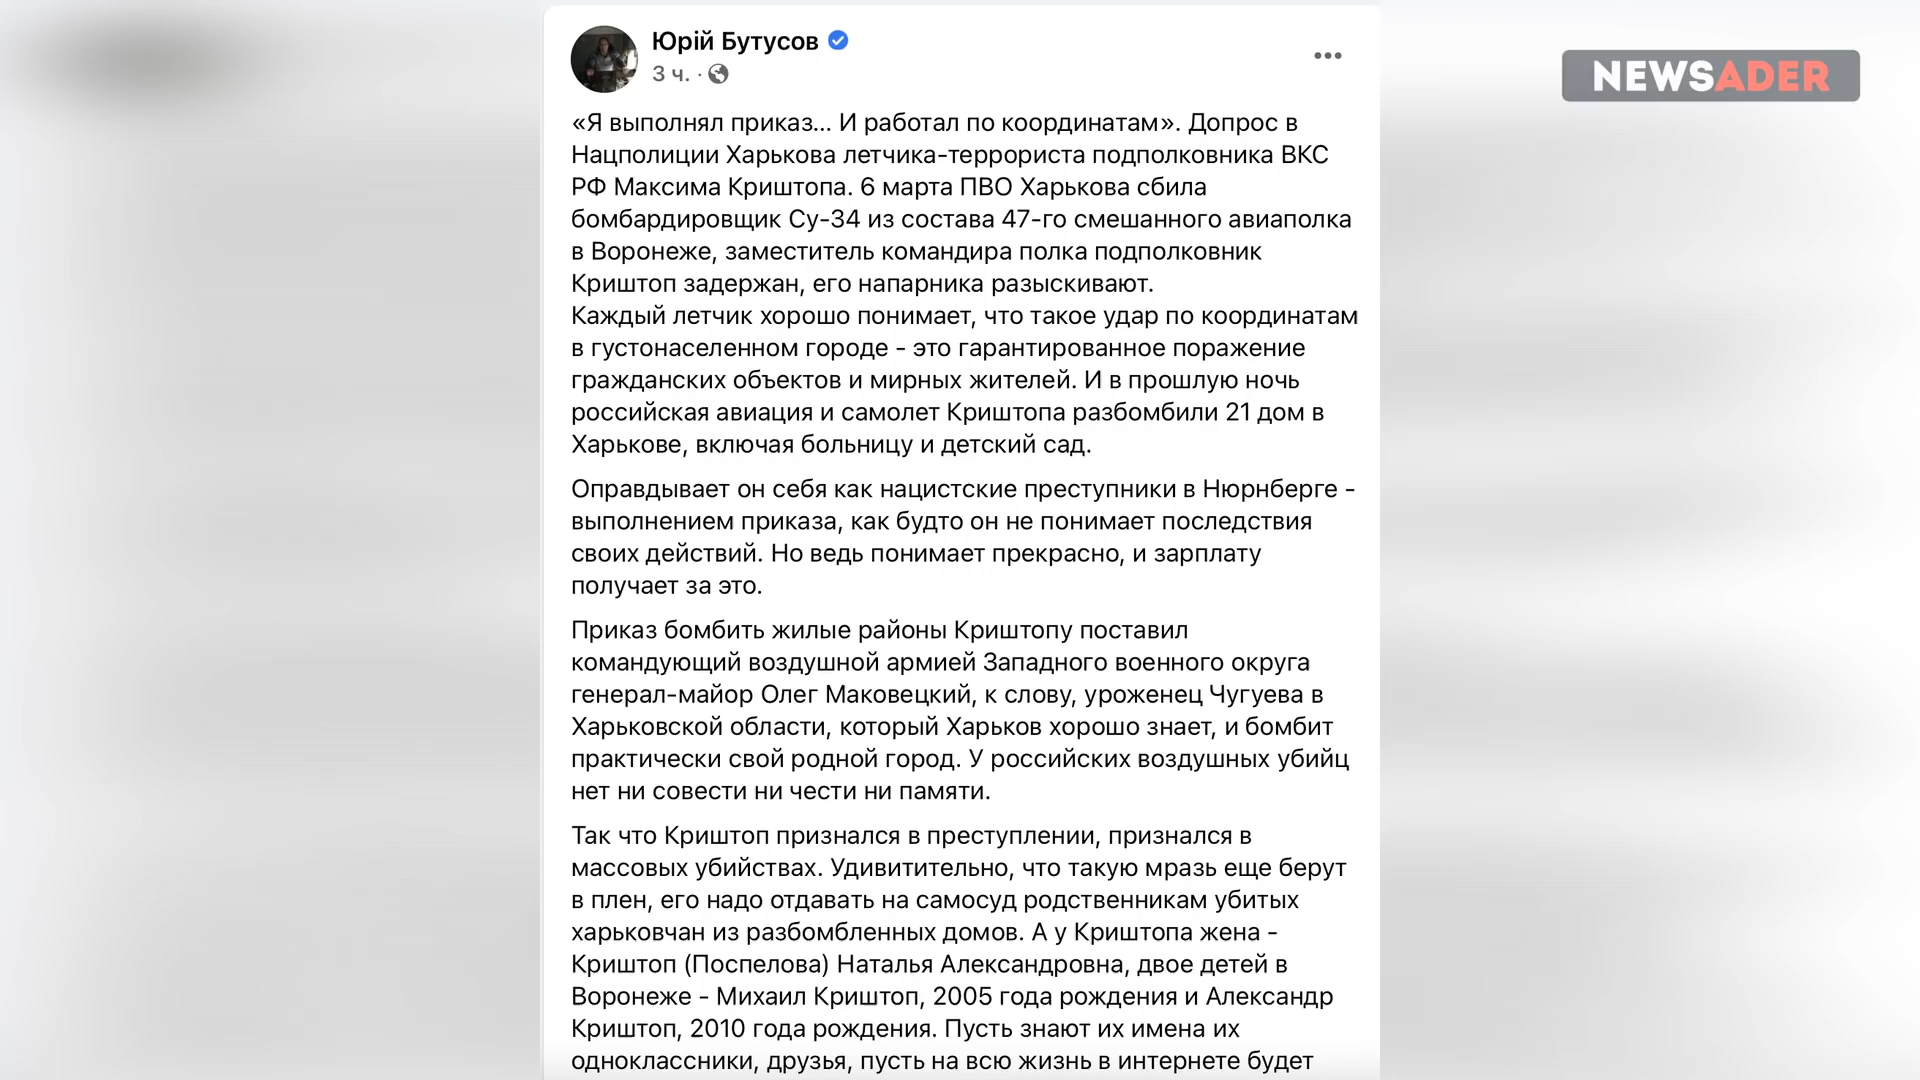 Юрій Бутусов
3 ч. ·
NEWSADER
«Я выполнял приказ... И работал по координатам». Допрос в
Нацполиции Харькова летчика-террориста подполковника ВКС
РФ Максима Криштопа. 6 марта ПВО Харькова сбила
бомбардировщик Су-34 из состава 47-го смешанного авиаполка
в Воронеже, заместитель командира полка подполковник
Криштоп задержан, его напарника разыскивают.
Каждый летчик хорошо понимает, что такое удар по координатам
в густонаселенном городе - это гарантированное поражение
гражданских объектов и мирных жителей. И в прошлую ночь
российская авиация и самолет Криштопа разбомбили 21 дом в
Харькове, включая больницу и детский сад.
Оправдывает он себя как нацистские преступники в Нюрнберге -
выполнением приказа, как будто он не понимает последствия
своих действий. Но ведь понимает прекрасно, и зарплату
получает за это.
Приказ бомбить жилые районы Криштопу поставил
командующий воздушной армией Западного военного округа
генерал-майор Олег Маковецкий, к слову, уроженец Чугуева в
Харьковской области, который Харьков хорошо знает, и бомбит
практически свой родной город. У российских воздушных убийц
нет ни совести ни чести ни памяти.
Так что Криштоп признался в преступлении, признался в
массовых убийствах. Удивитительно, что такую мразь еще берут
в плен, его надо отдавать на самосуд родственникам убитых
харьковчан из разбомбленных домов. А у Криштопа жена -
Криштоп (Поспелова) Наталья Александровна, двое детей в
Воронеже - Михаил Криштоп, 2005 года рождения и Александр
Криштоп, 2010 года рождения. Пусть знают их имена их
одноклассники, друзья, пусть на всю жизнь в интернете будет